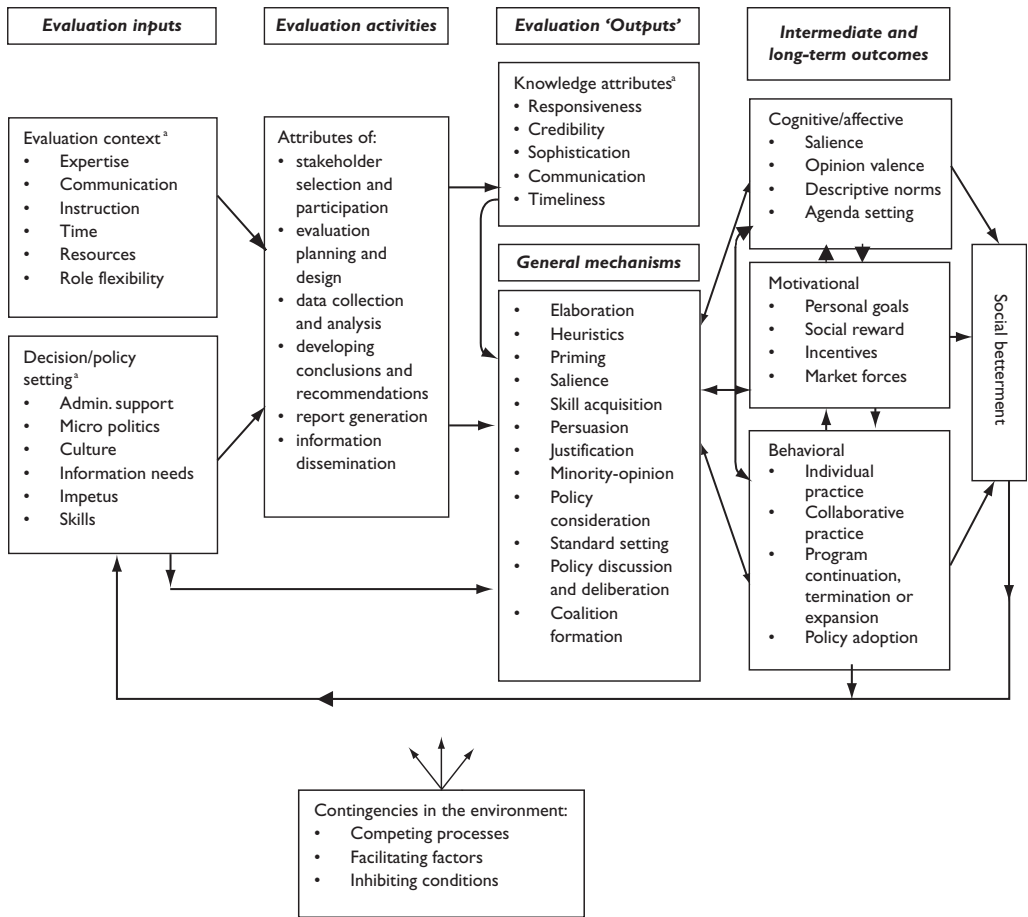 Evaluation inputs
Evaluation activities
Evaluation ‘Outputs’
Intermediate and
long-term outcomes
Evaluation context a
• Expertise
• Communication
• Instruction
• Time
• Resources
• Role flexibility
Decision/policy
setting a
• Admin. support
• Micro politics
• Culture
• Information needs
• Impetus
• Skills
Attributes of:
• stakeholder
selection and
participation
• evaluation
planning and
design
• data collection
and analysis
• developing
conclusions and
recommendations
• report generation
• information
dissemination
Knowledge attributes a
• Responsiveness
• Credibility
• Sophistication
• Communication
• Timeliness
General mechanisms
• Elaboration
• Heuristics
• Priming
• Salience
• Skill acquisition
• Persuasion
• Justification
• Minority-opinion
• Policy
consideration
• Standard setting
• Policy discussion
and deliberation
• Coalition
formation
Cognitive/affective
• Salience
• Opinion valence
• Descriptive norms
• Agenda setting
Motivational
• Personal goals
• Social reward
• Incentives
• Market forces
Behavioral
• Individual
practice
• Collaborative
practice
• Program
continuation,
termination or
expansion
• Policy adoption
Social betterment
Contingencies in the environment:
• Competing processes
• Facilitating factors
• Inhibiting conditions